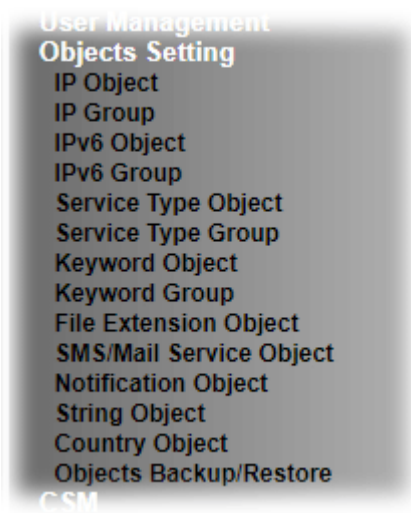 User Management
Objects Setting
IP Object
IP Group
IPv6 Object
IPv6 Group
Service Type Object
Service Type Group
Keyword Object
Keyword Group
File Extension Object
SMS/Mail Service Object
Notification Object
String Object
Country Object
Objects Backup/Restore
CSM